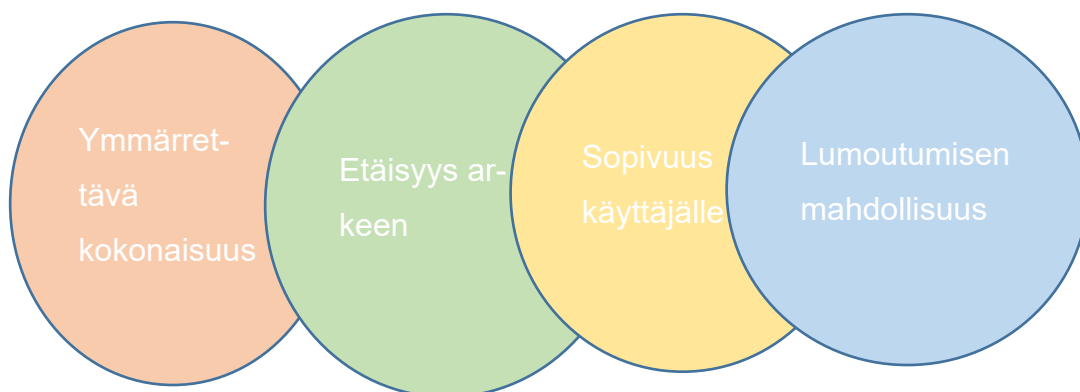 Ymmärret-
tävä
kokonaisuus
Etäisyys ar-
keen
Sopivuus
käyttäjälle
Lumoutumisen
mahdollisuus